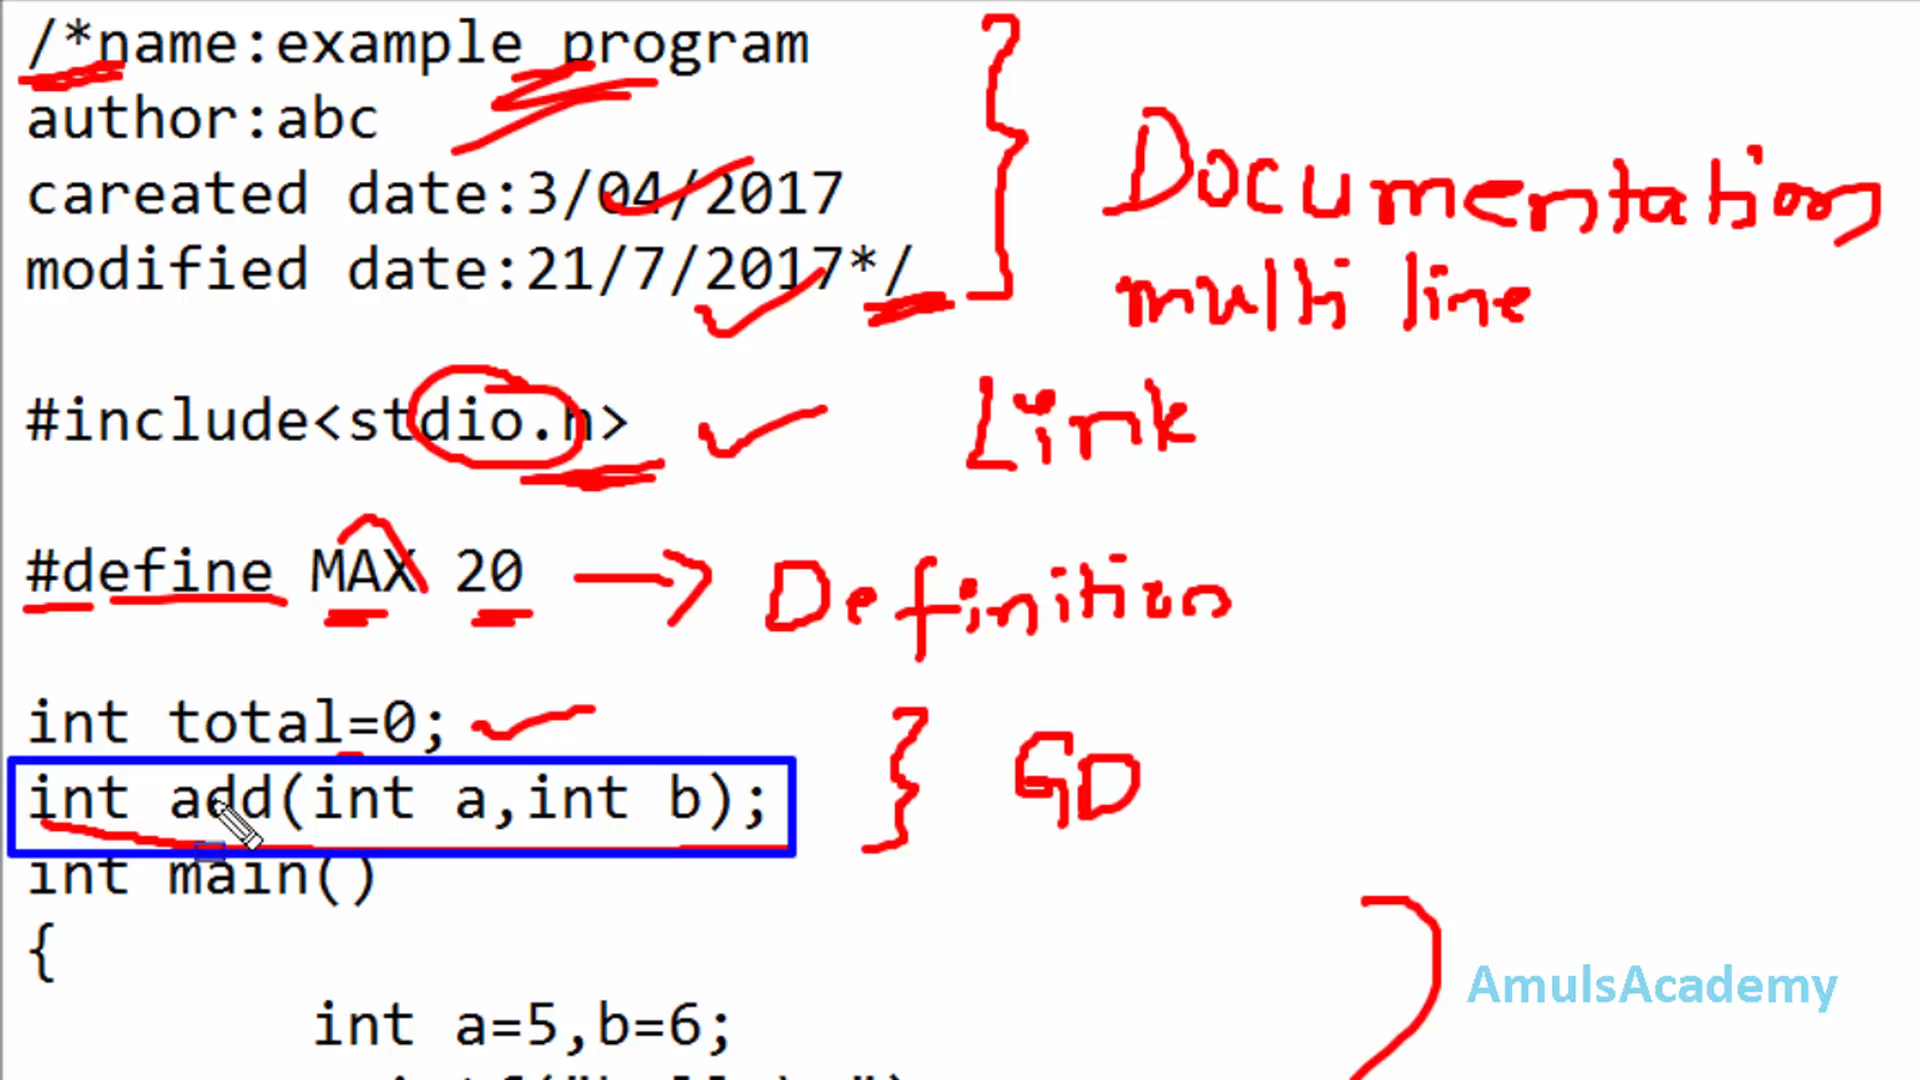 /*name:example program
author:abc
careated date:3/04/2017
modified date:21/7/2017*/
Documentation
multi line
#include<stdio.h>
Link
#define MAX 20
Definition
int total=0;
int add(int a,int b);
GD
int main()
{
int a=5,b=6;
AmulsAcademy